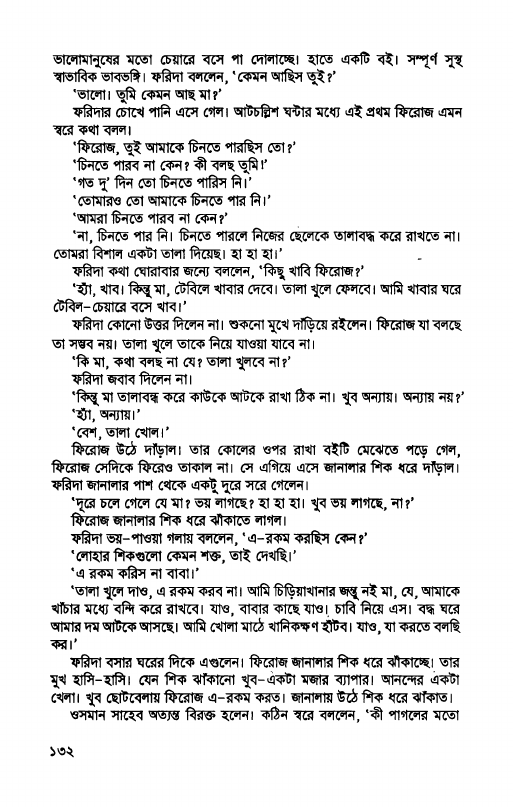 ভালোমানুষের মতো চেয়ারে বসে পা দোলাচ্ছে। হাতে একটি বই। সম্পূর্ণ সুস্থ
স্বাভাবিক ভাবভঙ্গি। ফরিদা বললেন, ‘কেমন আছিস তুই?’
‘ভালো। তুমি কেমন আছ মা?’
ফরিদার চোখে পানি এসে গেল। আটচল্লিশ ঘন্টার মধ্যে এই প্রথম ফিরোজ এমন
স্বরে কথা বলল।
‘ফিরোজ, তুই আমাকে চিনতে পারছিস তো?’
‘চিনতে পারব না কেন? কী বলছ তুমি!’
‘গত দু’ দিন তো চিনতে পারিস নি।’
‘তোমারও তো আমাকে চিনতে পার নি।’
‘আমরা চিনতে পারব না কেন?’
‘না, চিনতে পার নি। চিনতে পারলে নিজের ছেলেকে তালাবদ্ধ করে রাখতে না।
তোমরা বিশাল একটা তালা দিয়েছ। হা হা হা।’
ফরিদা কথা ঘোরাবার জন্যে বললেন, ‘কিছু খাবি ফিরোজ?’
‘হ্যাঁ, খাব। কিন্তু মা, টেবিলে খাবার দেবে। তালা খুলে ফেলবে। আমি খাবার ঘরে
টেবিল–চেয়ারে বসে খাব।’
ফরিদা কোনো উত্তর দিলেন না। শুকনো মুখে দাঁড়িয়ে রইলেন। ফিরোজ যা বলছে
তা সম্ভব নয়। তালা খুলে তাকে নিয়ে যাওয়া যাবে না।
‘কি মা, কথা বলছ না যে? তালা খুলবে না?’
ফরিদা জবাব দিলেন না।
‘কিন্তু মা তালাবদ্ধ করে কাউকে আটকে রাখা ঠিক না। খুব অন্যায়। অন্যায় নয়?’
‘হ্যাঁ, অন্যায়।’
‘বেশ, তালা খোল।’
ফিরোজ উঠে দাঁড়াল। তার কোলের ওপর রাখা বইটি মেঝেতে পড়ে গেল,
ফিরোজ সেদিকে ফিরেও তাকাল না। সে এগিয়ে এসে জানালার শিক ধরে দাঁড়াল।
ফরিদা জানালার পাশ থেকে একটু দূরে সরে গেলেন।
‘দূরে চলে গেলে যে মা? ভয় লাগছে? হা হা হা। খুব ভয় লাগছে, না?’
ফিরোজ জানালার শিক ধরে ঝাঁকাতে লাগল।
ফরিদা ভয়–পাওয়া গলায় বললেন, ‘এ–রকম করছিস কেন?’
‘লোহার শিকগুলো কেমন শক্ত, তাই দেখছি।’
‘এ রকম করিস না বাবা।’
‘তালা খুলে দাও, এ রকম করব না। আমি চিড়িয়াখানার জন্তু নই মা, যে, আমাকে
খাঁচার মধ্যে বন্দি করে রাখবে। যাও, বাবার কাছে যাও। চাবি নিয়ে এস। বদ্ধ ঘরে
আমার দম আটকে আসছে। আমি খোলা মাঠে খানিকক্ষণ হাঁটব। যাও, যা করতে বলছি
কর।’
ফরিদা বসার ঘরের দিকে এগুলেন। ফিরোজ জানালার শিক ধরে ঝাঁকাচ্ছে। তার
মুখ হাসি–হাসি। যেন শিক ঝাঁকানো খুব–একটা মজার ব্যাপার। আনন্দের একটা
খেলা। খুব ছোটবেলায় ফিরোজ এ–রকম করত। জানালায় উঠে শিক ধরে ঝাঁকাত।
ওসমান সাহেব অত্যন্ত বিরক্ত হলেন। কঠিন স্বরে বললেন, ‘কী পাগলের মতো
১৩২